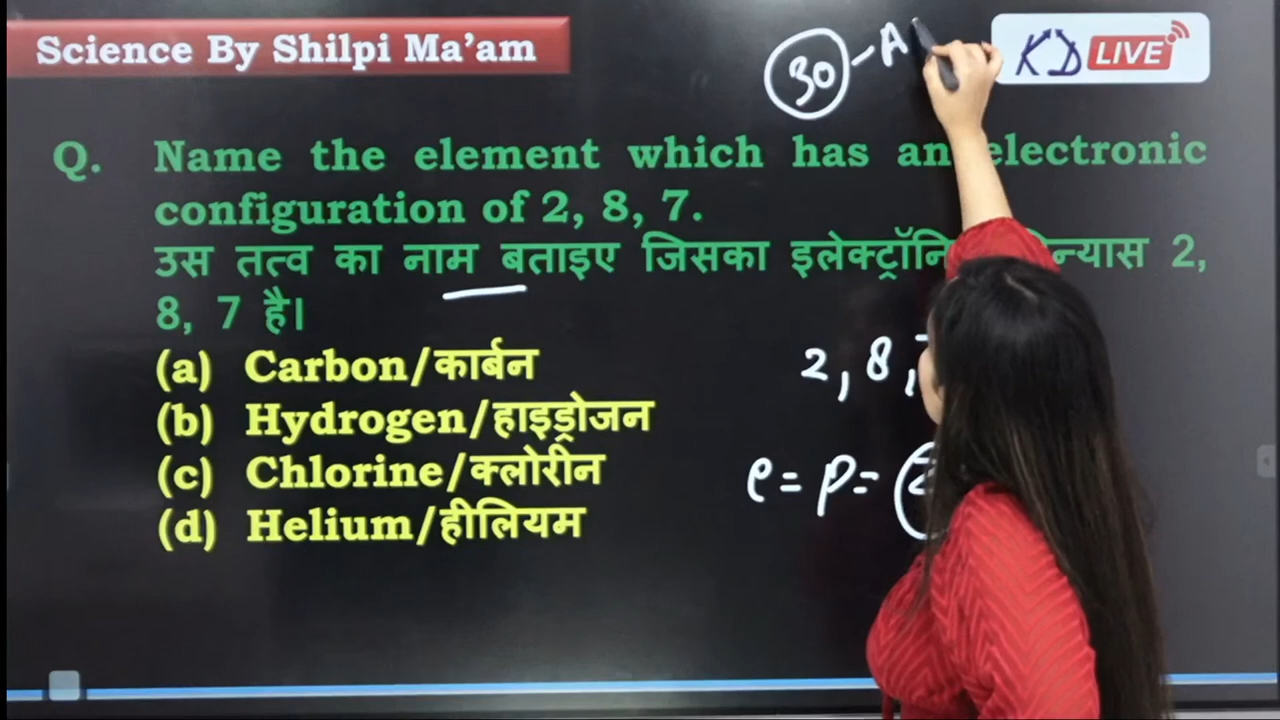 Science By Shilpi Ma'am
30 - A
KD LIVE
Q. Name the element which has an electronic
configuration of 2, 8, 7.
उस तत्व का नाम बताइए जिसका 2,
8, 7 है।
(a) Carbon/कार्बन
2, 8,
(b) Hydrogen/हाइड्रोजन
(c) Chlorine/क्लोरीन
e = p =
(d) Helium/हीलियम